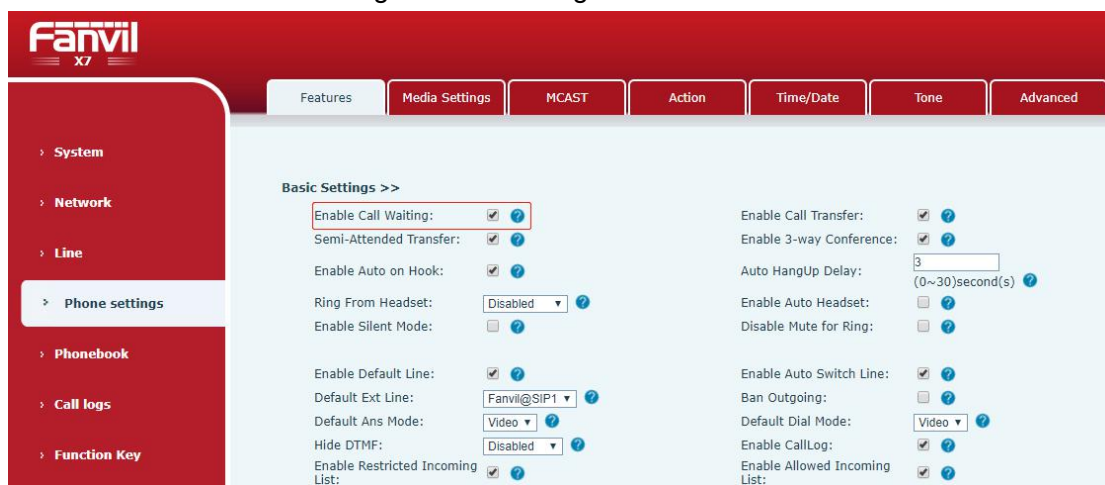 Fanvil
X7
Features Media Settings MCAST Action Time/Date Tone Advanced
› System
› Network
› Line
› Phone settings
› Phonebook
› Call logs
› Function Key
Basic Settings >>
Enable Call Waiting: Enable Call Transfer:
Semi-Attended Transfer: Enable 3-way Conference:
Enable Auto on Hook: Auto HangUp Delay: 3
(0~30)second(s)
Ring From Headset: Disabled Enable Auto Headset:
Enable Silent Mode: Disable Mute for Ring:
Enable Default Line: Enable Auto Switch Line:
Default Ext Line: Fanvil@SIP1 Ban Outgoing:
Default Ans Mode: Video Default Dial Mode: Video
Hide DTMF: Disabled Enable CallLog:
Enable Restricted Incoming List: Enable Allowed Incoming List: